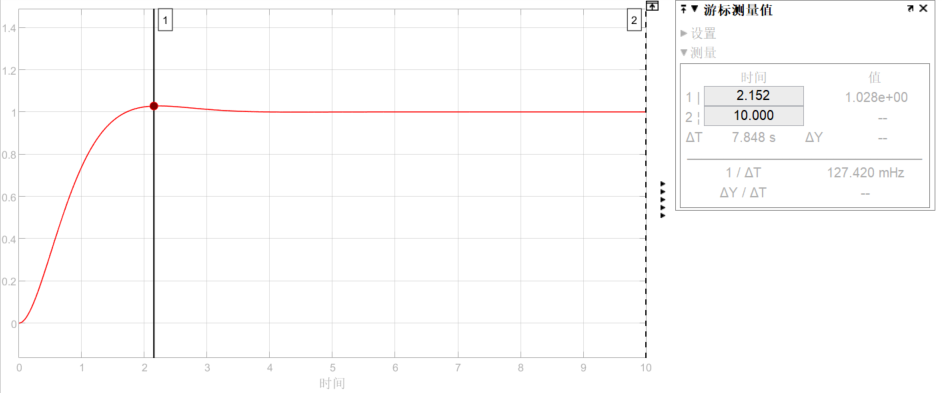 1
2
1.4
1.2
1
0.8
0.6
0.4
0.2
0
0 1 2 3 4 5 6 7 8 9 10
时间
游标测量值
设置
测量
时间 值
1 | 2.152 1.028e+00
2 ¦ 10.000 --
ΔT 7.848 s ΔY --
1 / ΔT 127.420 mHz
ΔY / ΔT --